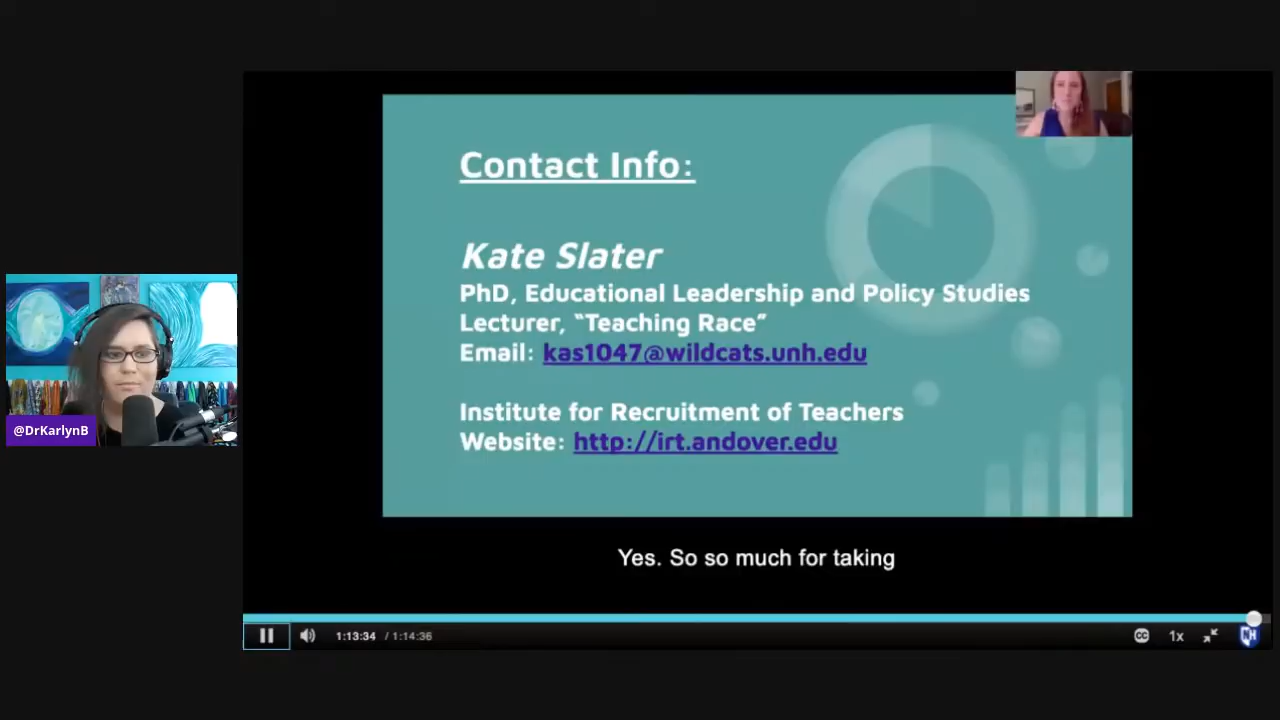 Contact Info:
Kate Slater
PhD, Educational Leadership and Policy Studies
Lecturer, “Teaching Race”
Email: kas1047@wildcats.unh.edu
Institute for Recruitment of Teachers
Website: http://irt.andover.edu
@DrKarlynB
Yes. So so much for taking
1:13:34 / 1:14:36
CC
1x
NH